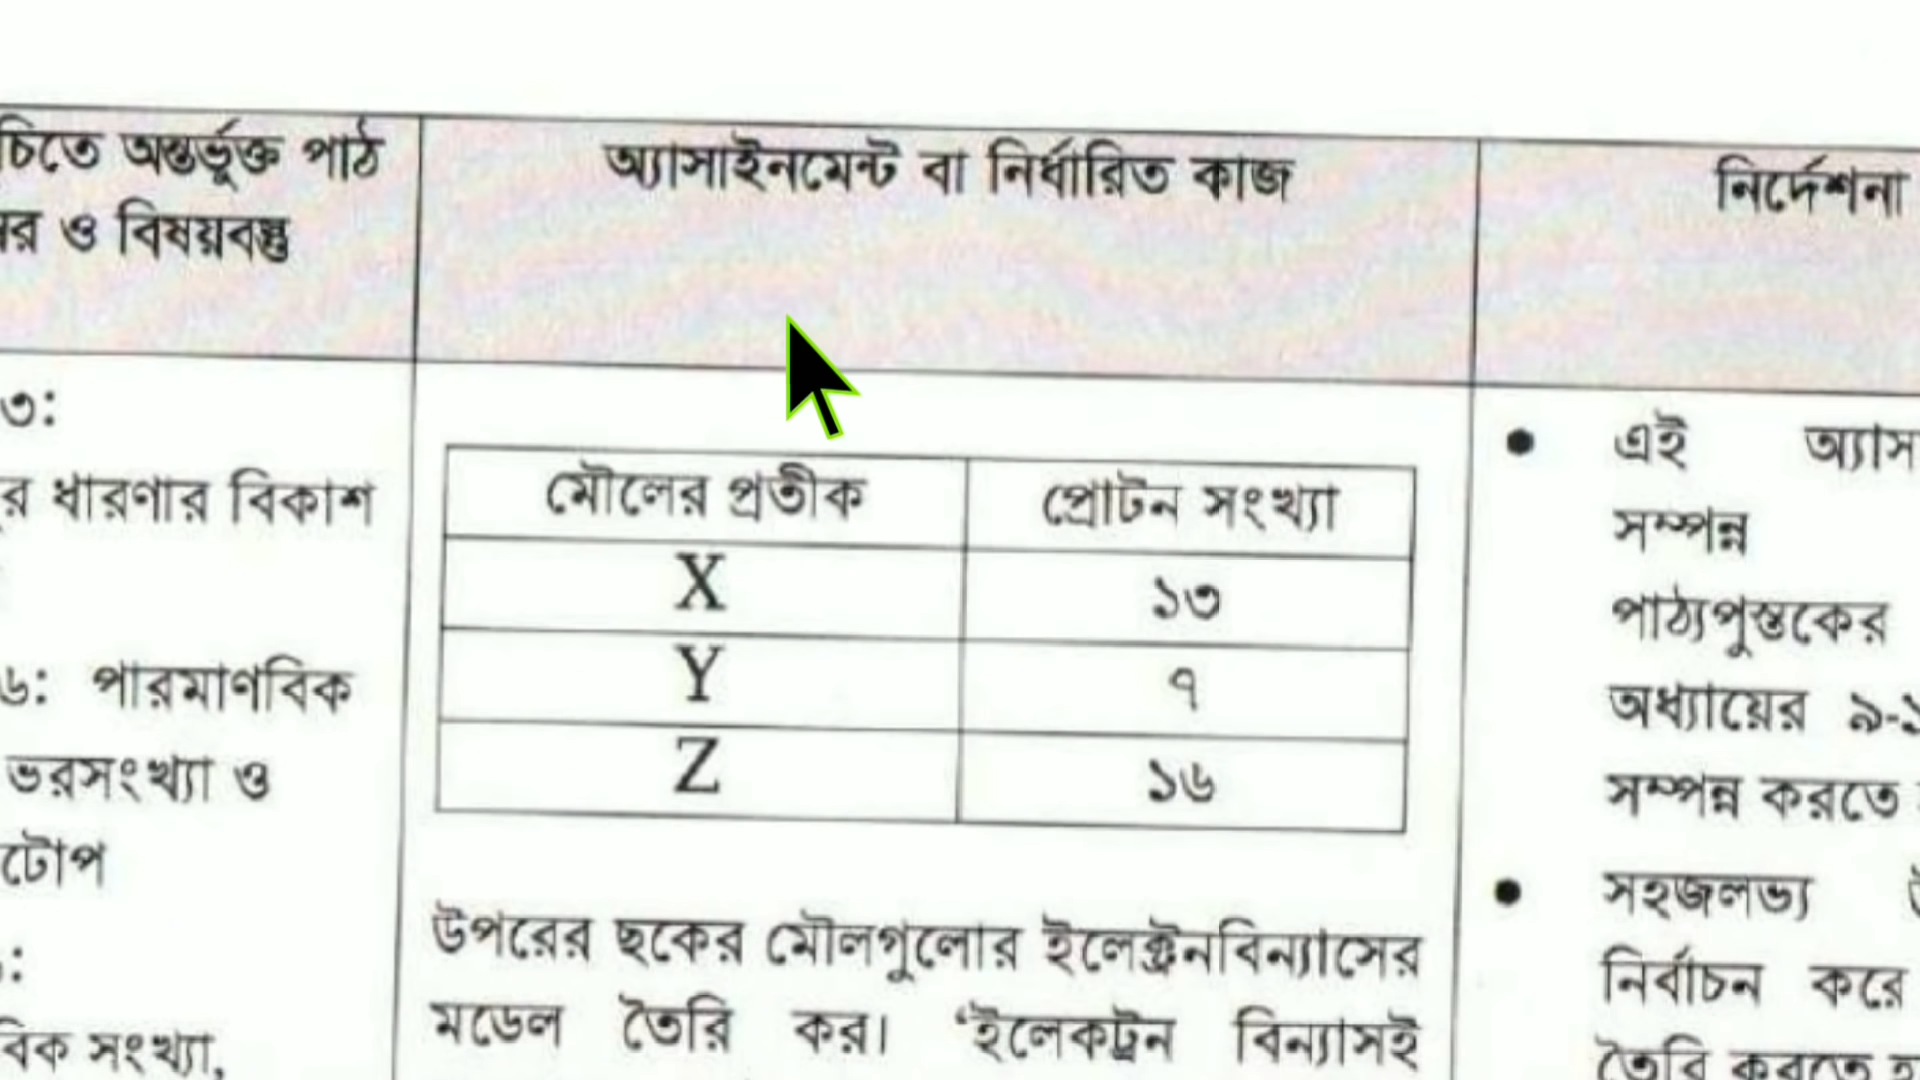 চিতে অন্তর্ভুক্ত পাঠ
ও বিষয়বস্তু
অ্যাসাইনমেন্ট বা নির্ধারিত কাজ
নির্দেশনা
৩:
ধারণার বিকাশ
৬: পারমাণবিক
ভরসংখ্যা ও
টোপ
সংখ্যা,
মৌলের প্রতীক প্রোটন সংখ্যা
X ১৩
Y ৭
Z ১৬
উপরের ছকের মৌলগুলোর ইলেক্ট্রনবিন্যাসের
মডেল তৈরি কর। ‘ইলেকট্রন বিন্যাসই
• এই অ্যাস
সম্পন্ন
পাঠ্যপুস্তকের
অধ্যায়ের ৯-১
সম্পন্ন করতে
• সহজলভ্য
নির্বাচন করে
তৈরি করতে